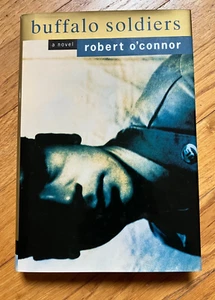 buffalo soldiers
a novel
robert o'connor